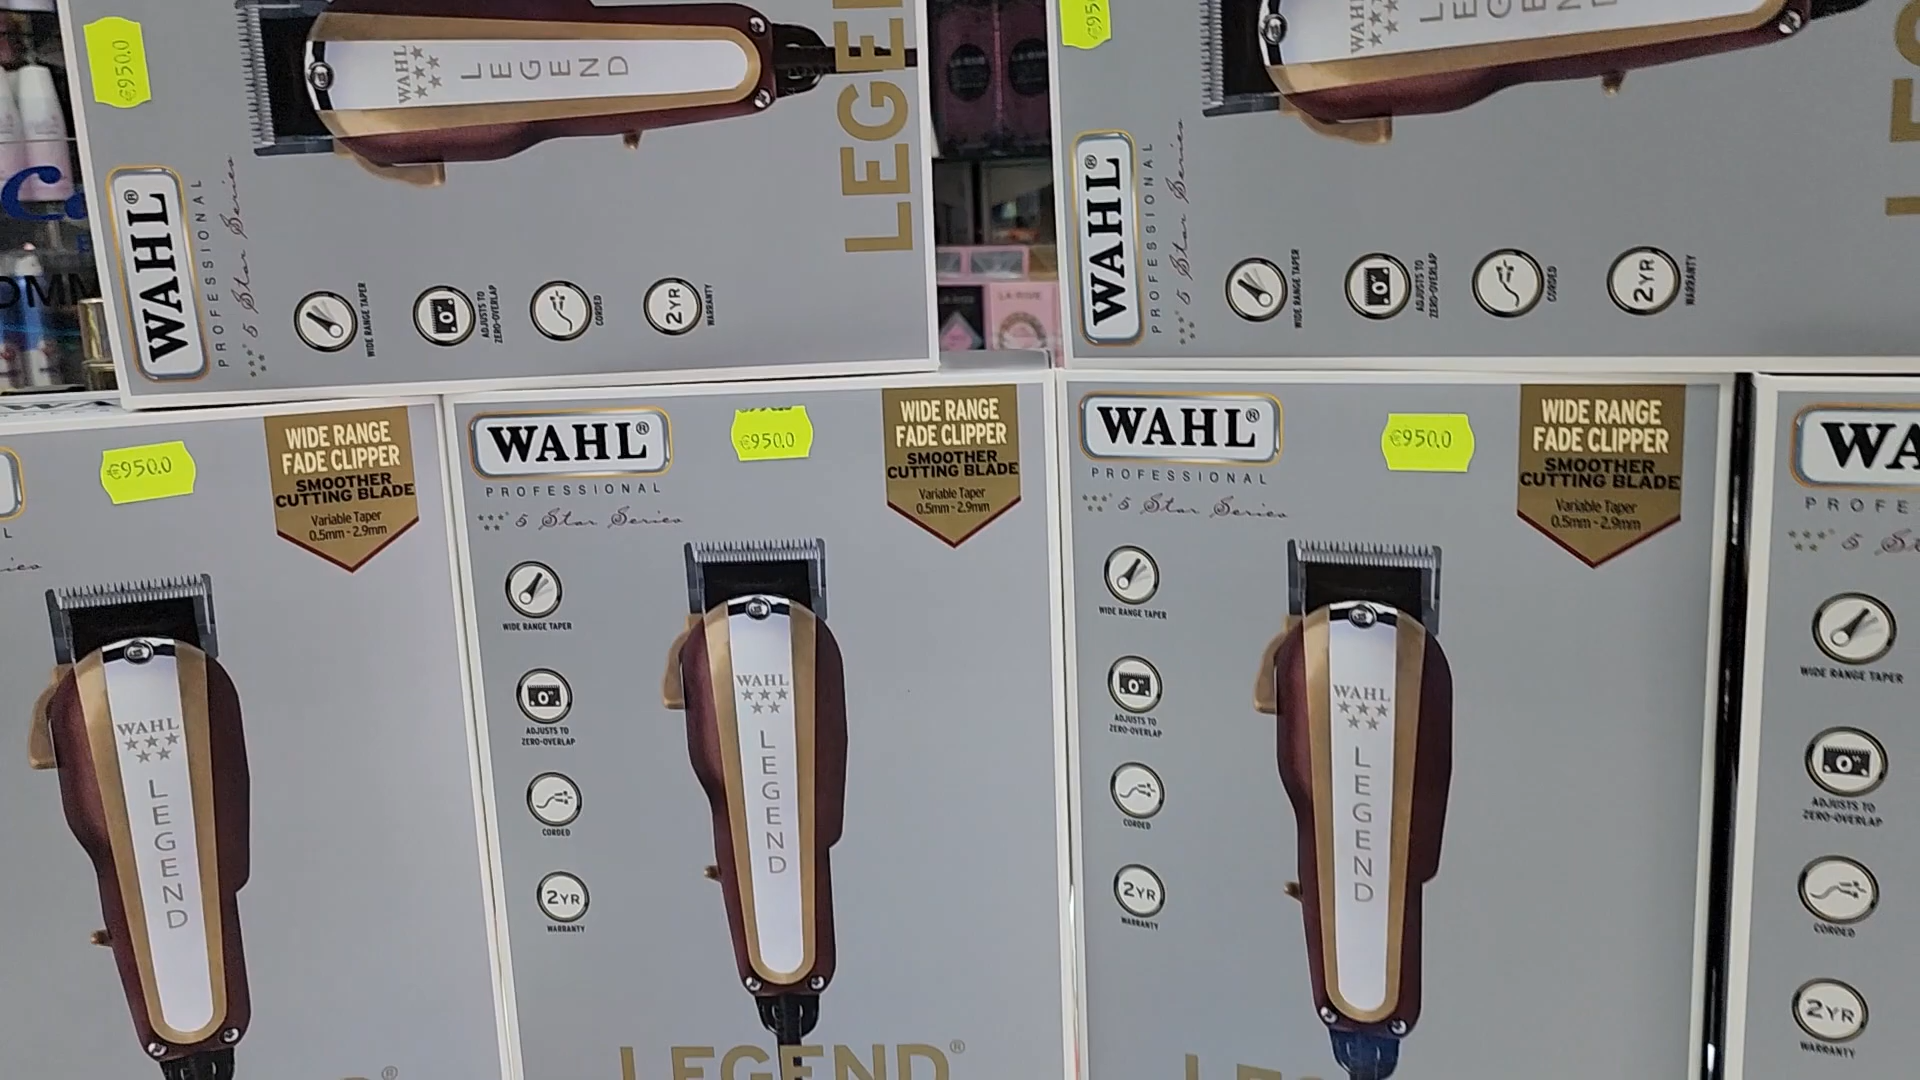 €950.0
WAHL
LEGEND
LEGEN
WAHL®
PROFESSIONAL
5 Star Series
WIDE RANGE TAPER
ADJUSTS TO
ZERO-OVERLAP
CORDED
2YR
WARRANTY
€950
WAHL
LEGEND
WAHL®
PROFESSIONAL
5 Star Series
WIDE RANGE TAPER
ADJUSTS TO
ZERO-OVERLAP
CORDED
2YR
WARRANTY
LA RIVE
€950.0
WIDE RANGE
FADE CLIPPER
SMOOTHER
CUTTING BLADE
Variable Taper
0.5mm - 2.9mm
WAHL
LEGEND
®
WAHL®
PROFESSIONAL
5 Star Series
€950.0
WIDE RANGE
FADE CLIPPER
SMOOTHER
CUTTING BLADE
Variable Taper
0.5mm - 2.9mm
WIDE RANGE TAPER
ADJUSTS TO
ZERO-OVERLAP
CORDED
2YR
WARRANTY
WAHL
LEGEND
LEGEND®
WAHL®
PROFESSIONAL
5 Star Series
€950.0
WIDE RANGE
FADE CLIPPER
SMOOTHER
CUTTING BLADE
Variable Taper
0.5mm - 2.9mm
WIDE RANGE TAPER
ADJUSTS TO
ZERO-OVERLAP
CORDED
2YR
WARRANTY
WAHL
LEGEND
WA
PROFE
5 S
WIDE RANGE TAPER
ADJUSTS TO
ZERO-OVERLAP
CORDED
2YR
WARRANTY